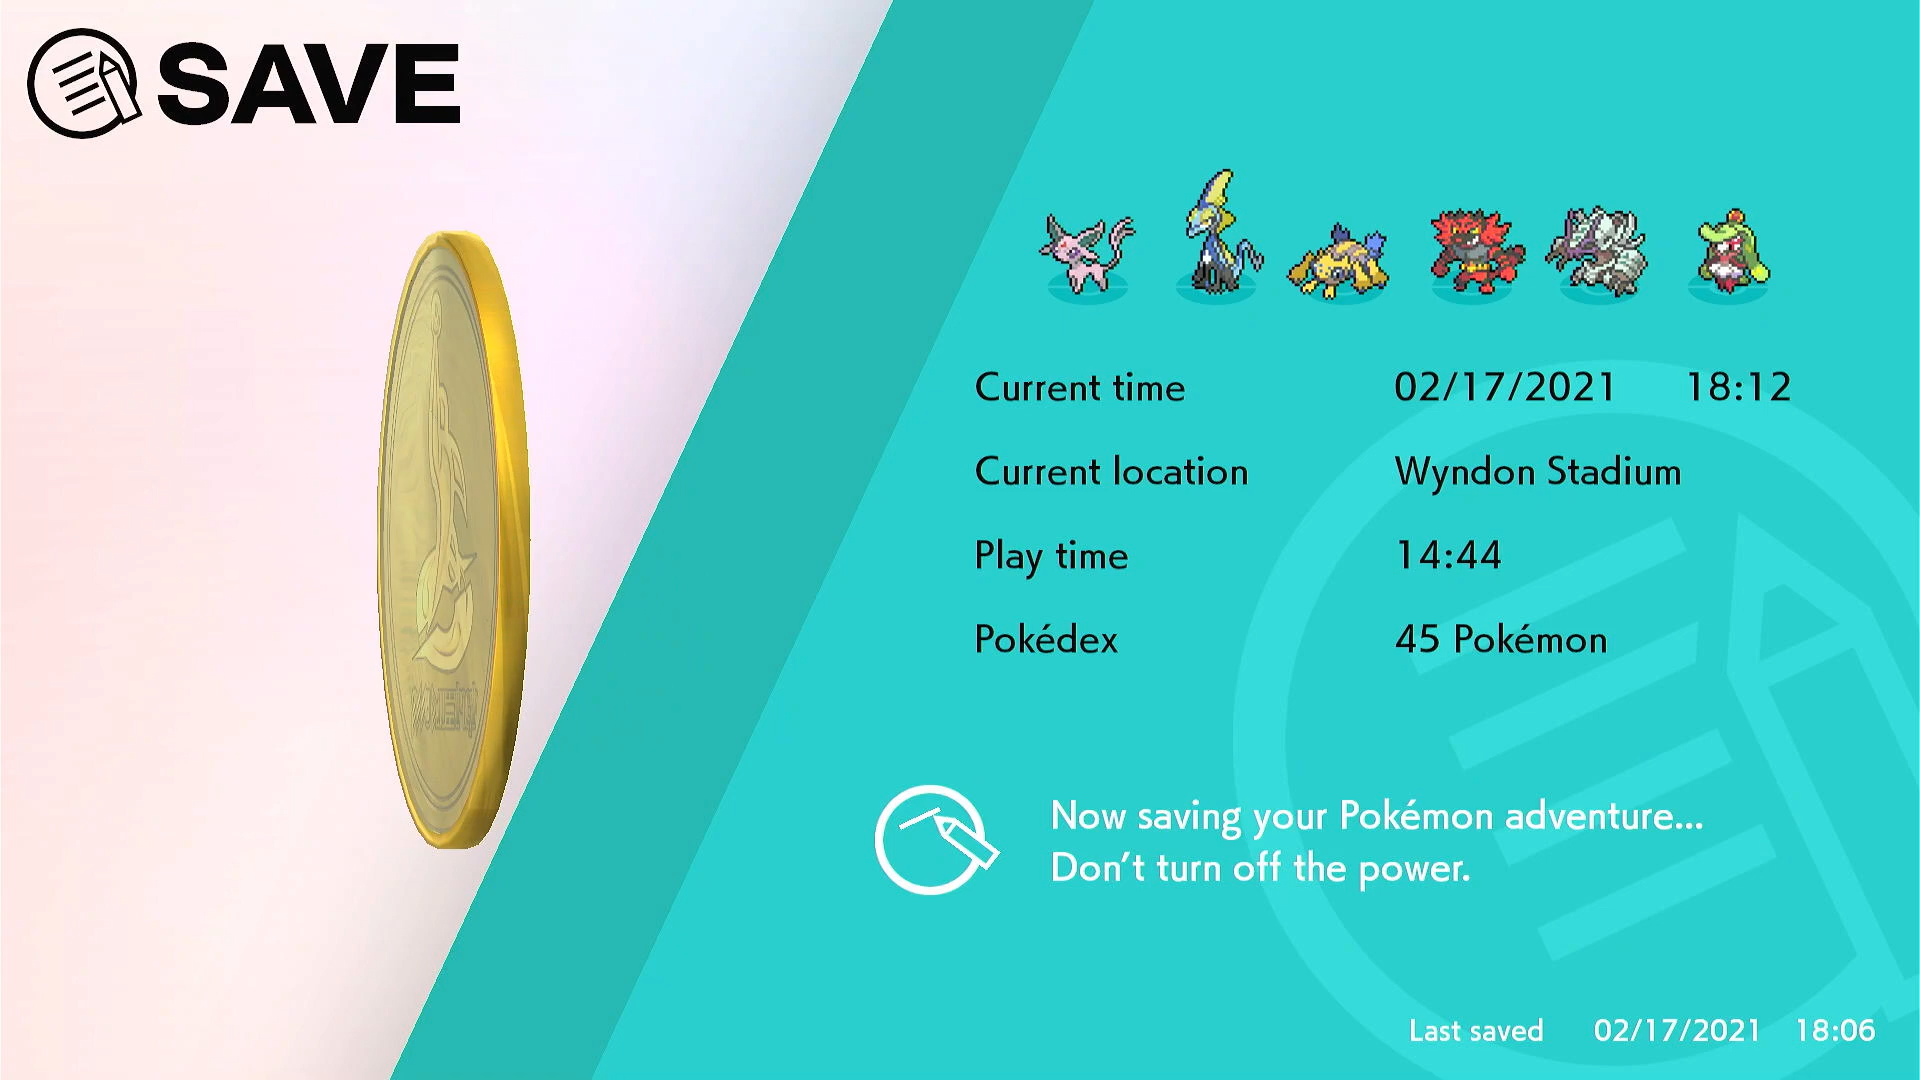 SAVE
Current time 02/17/2021 18:12
Current location Wyndon Stadium
Play time 14:44
Pokédex 45 Pokémon
Now saving your Pokémon adventure...
Don't turn off the power.
Last saved 02/17/2021 18:06